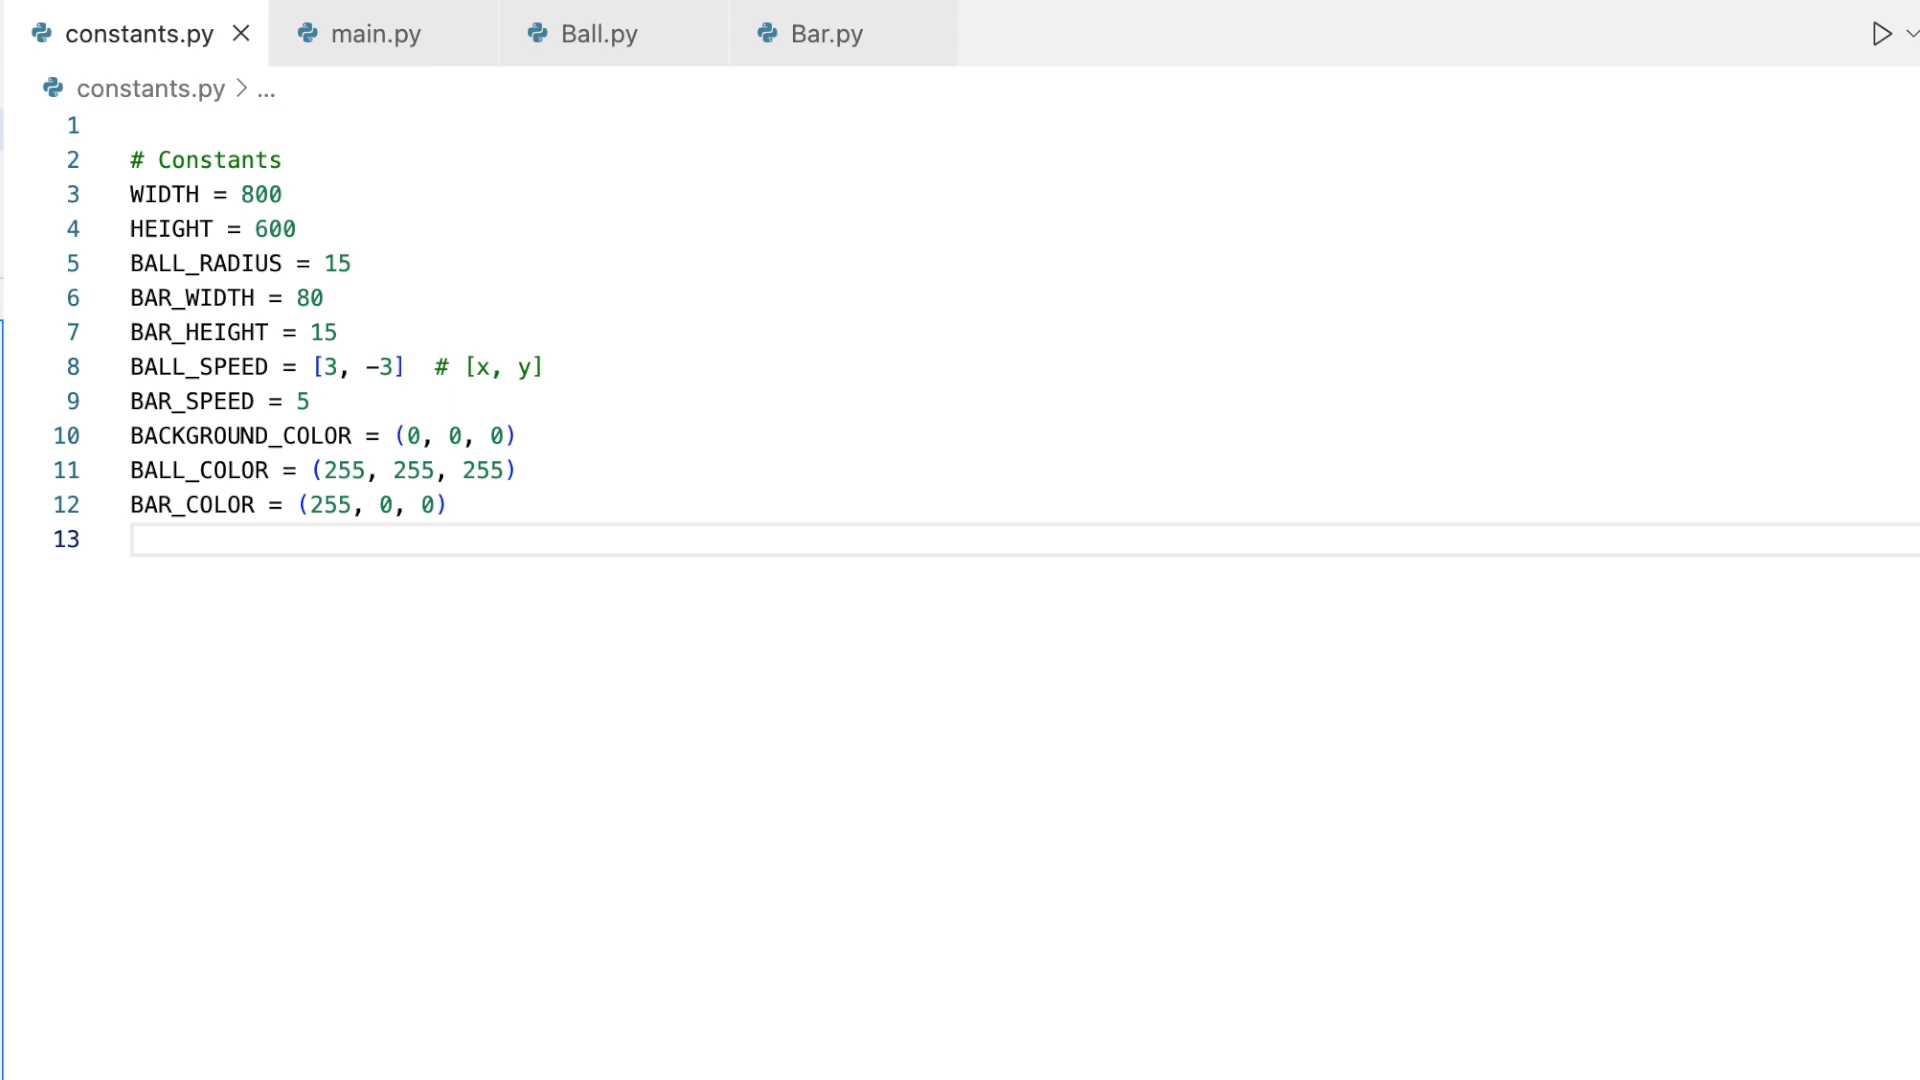 constants.py main.py Ball.py Bar.py
constants.py > ...
1
2 # Constants
3 WIDTH = 800
4 HEIGHT = 600
5 BALL_RADIUS = 15
6 BAR_WIDTH = 80
7 BAR_HEIGHT = 15
8 BALL_SPEED = [3, -3]  # [x, y]
9 BAR_SPEED = 5
10 BACKGROUND_COLOR = (0, 0, 0)
11 BALL_COLOR = (255, 255, 255)
12 BAR_COLOR = (255, 0, 0)
13